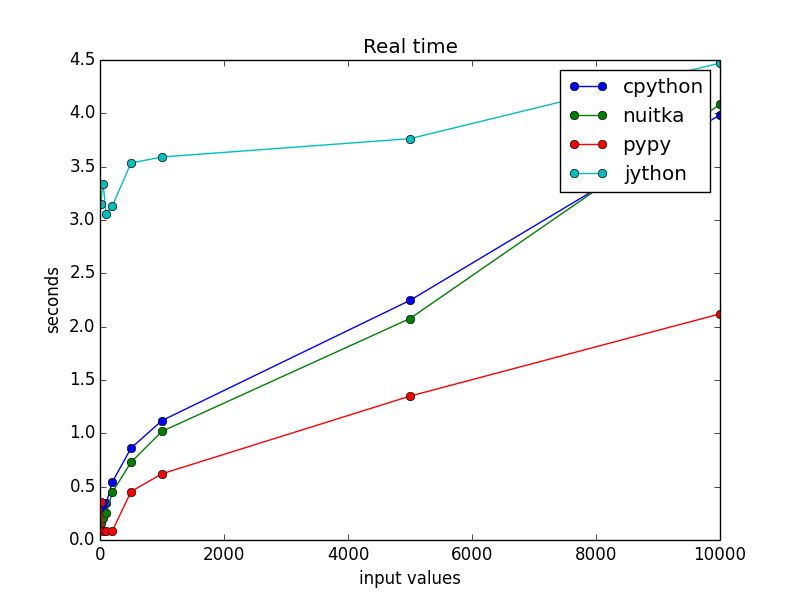 Real time
4.5
4.0
3.5
3.0
2.5
2.0
1.5
1.0
0.5
0.0
seconds
cpython
nuitka
pypy
jython
0 2000 4000 6000 8000 10000
input values